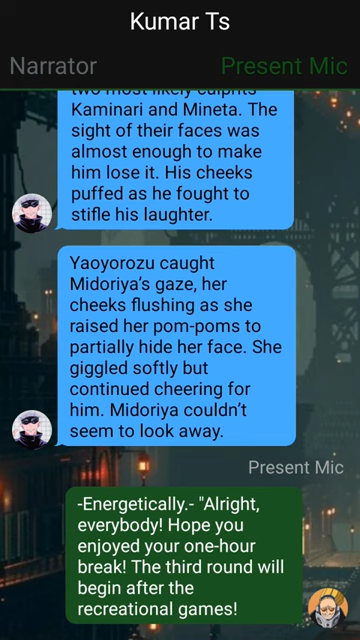 Kumar Ts
Narrator
Present Mic
two most likely culprits
Kaminari and Mineta. The
sight of their faces was
almost enough to make
him lose it. His cheeks
puffed as he fought to
stifle his laughter.
Yaoyorozu caught
Midoriya’s gaze, her
cheeks flushing as she
raised her pom-poms to
partially hide her face. She
giggled softly but
continued cheering for
him. Midoriya couldn’t
seem to look away.
Present Mic
-Energetically.- "Alright,
everybody! Hope you
enjoyed your one-hour
break! The third round will
begin after the
recreational games!